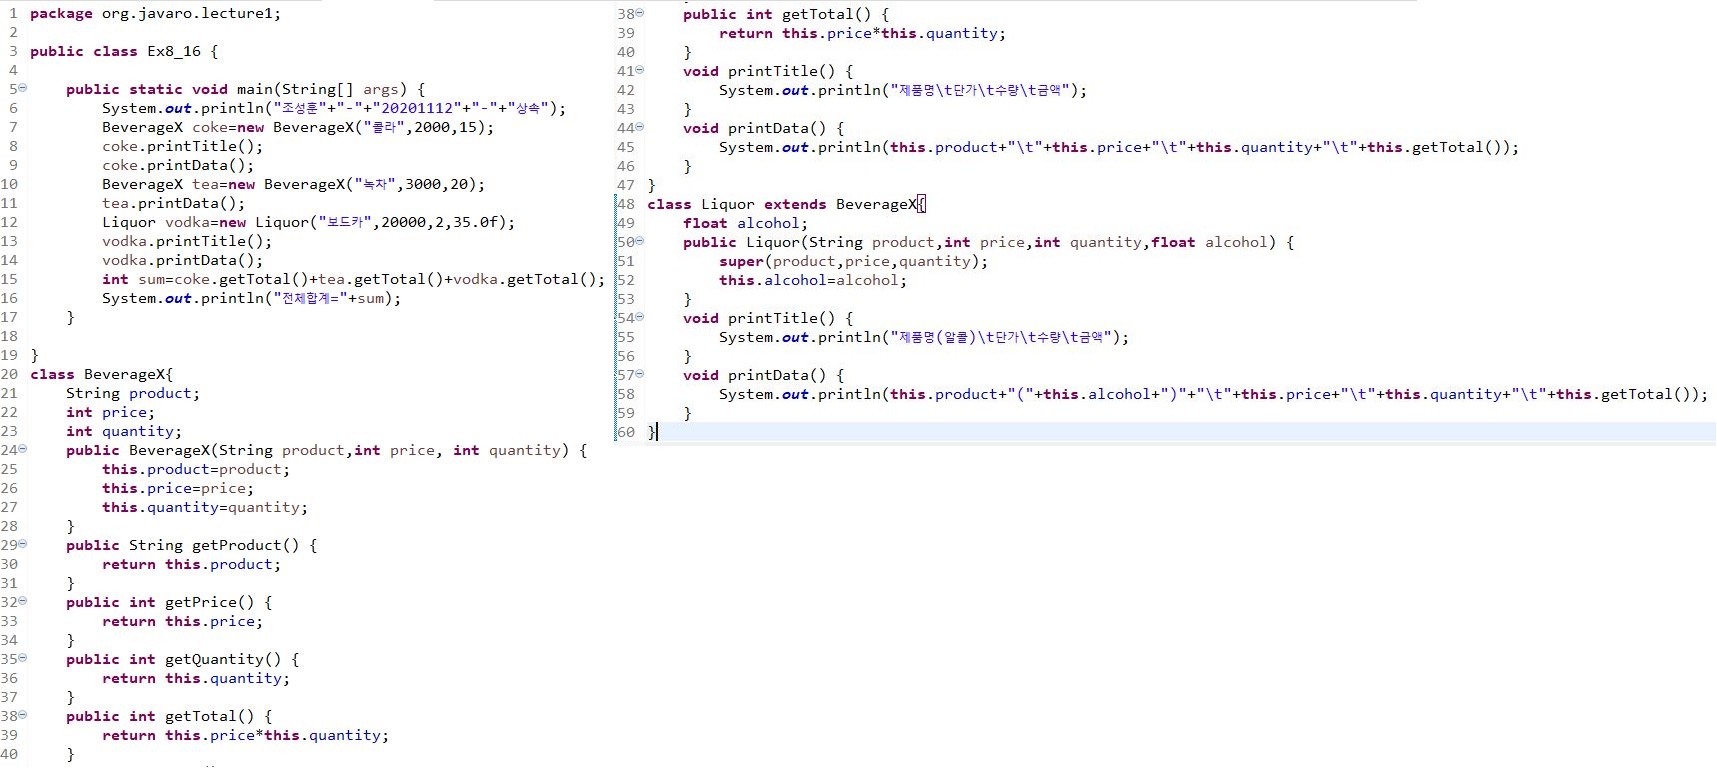 1 package org.javaro.lecture1;
2
3 public class Ex8_16 {
4
5 public static void main(String[] args) {
6 System.out.println("조성훈"+"-"+"20201112"+"-"+"상속");
7 BeverageX coke=new BeverageX("콜라",2000,15);
8 coke.printTitle();
9 coke.printData();
10 BeverageX tea=new BeverageX("녹차",3000,20);
11 tea.printData();
12 Liquor vodka=new Liquor("보드카",20000,2,35.0f);
13 vodka.printTitle();
14 vodka.printData();
15 int sum=coke.getTotal()+tea.getTotal()+vodka.getTotal();
16 System.out.println("전체합계="+sum);
17 }
18
19 }
20 class BeverageX{
21 String product;
22 int price;
23 int quantity;
24 public BeverageX(String product,int price, int quantity) {
25 this.product=product;
26 this.price=price;
27 this.quantity=quantity;
28 }
29 public String getProduct() {
30 return this.product;
31 }
32 public int getPrice() {
33 return this.price;
34 }
35 public int getQuantity() {
36 return this.quantity;
37 }
38 public int getTotal() {
39 return this.price*this.quantity;
40 }
38 public int getTotal() {
39 return this.price*this.quantity;
40 }
41 void printTitle() {
42 System.out.println("제품명\t단가\t수량\t금액");
43 }
44 void printData() {
45 System.out.println(this.product+"\t"+this.price+"\t"+this.quantity+"\t"+this.getTotal());
46 }
47 }
48 class Liquor extends BeverageX{
49 float alcohol;
50 public Liquor(String product,int price,int quantity,float alcohol) {
51 super(product,price,quantity);
52 this.alcohol=alcohol;
53 }
54 void printTitle() {
55 System.out.println("제품명(알콜)\t단가\t수량\t금액");
56 }
57 void printData() {
58 System.out.println(this.product+"("+this.alcohol+")"+"\t"+this.price+"\t"+this.quantity+"\t"+this.getTotal());
59 }
60 }